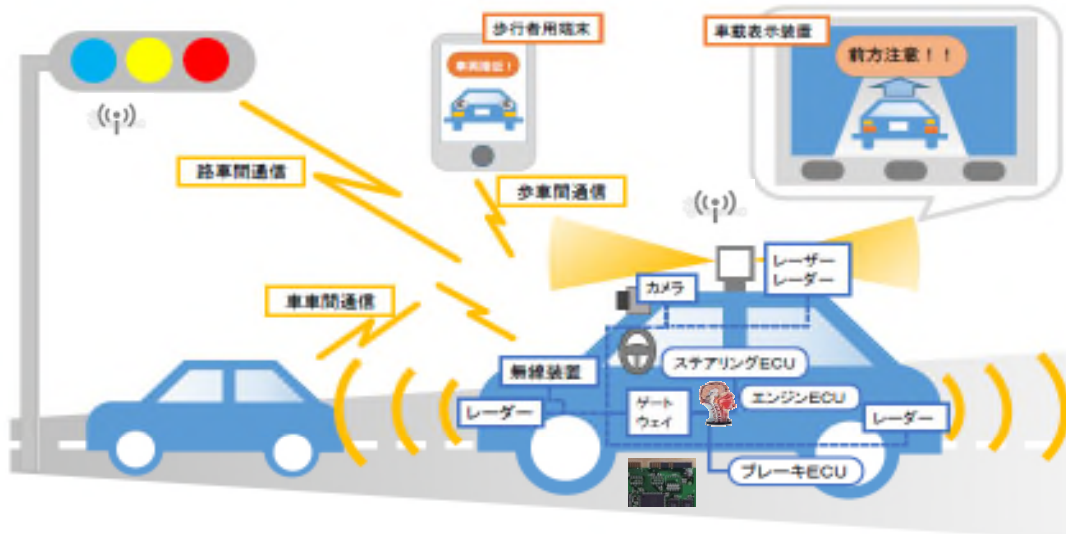 歩行者用端末
車両接近！
車載表示装置
前方注意！！
路車間通信
歩車間通信
車車間通信
カメラ
レーザー
レーダー
ステアリングECU
無線装置
エンジンECU
レーダー
ゲート
ウェイ
レーダー
ブレーキECU